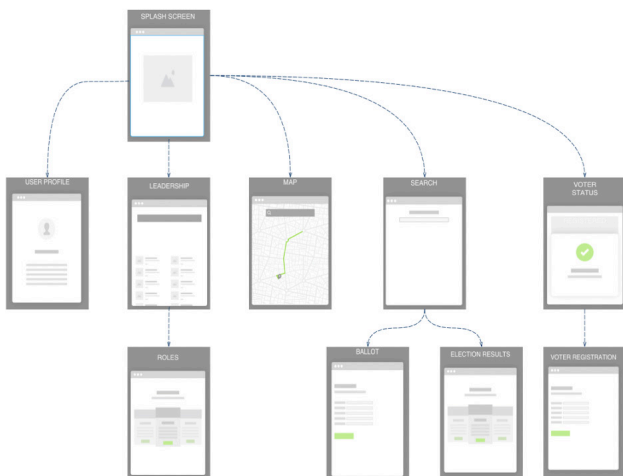 SPLASH SCREEN
USER PROFILE
LEADERSHIP
MAP
SEARCH
VOTER
STATUS
ROLES
BALLOT
ELECTION RESULTS
VOTER REGISTRATION